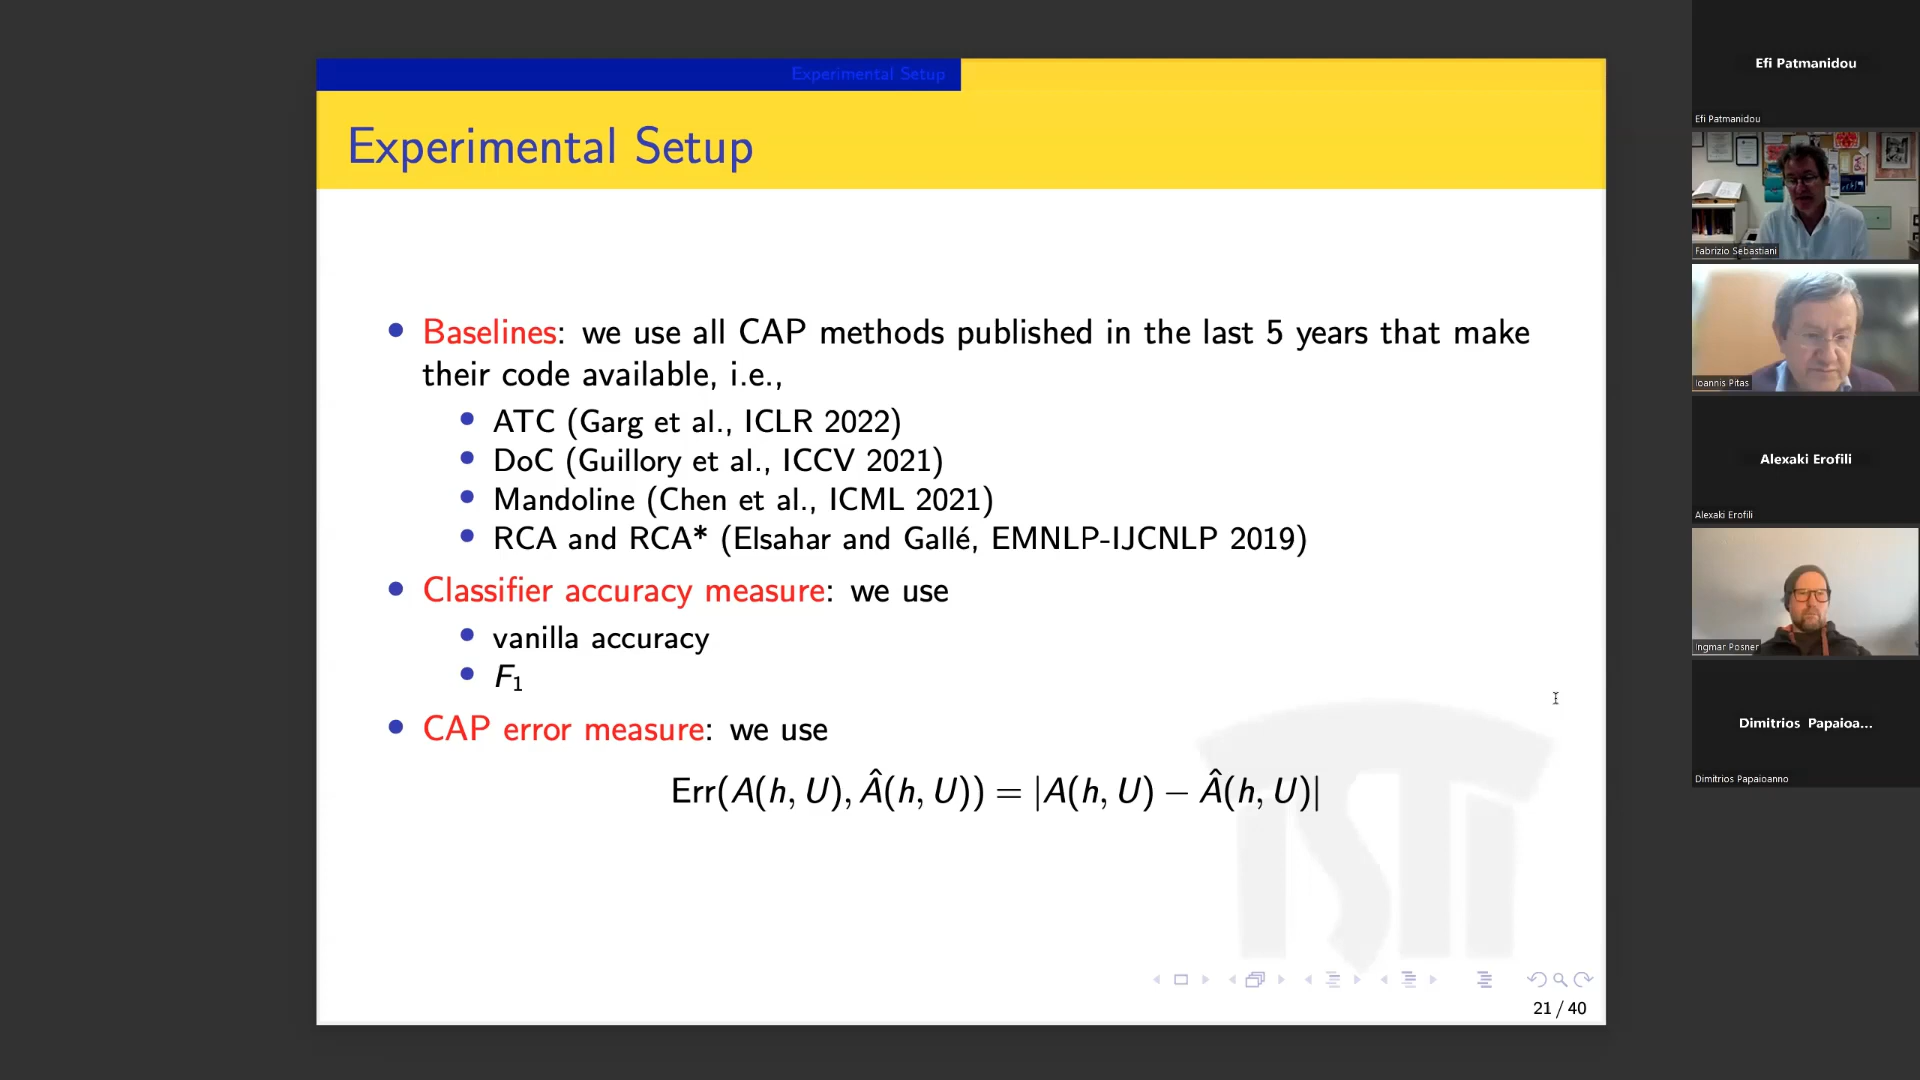 Experimental Setup
Experimental Setup
• Baselines: we use all CAP methods published in the last 5 years that make
their code available, i.e.,
• ATC (Garg et al., ICLR 2022)
• DoC (Guillory et al., ICCV 2021)
• Mandoline (Chen et al., ICML 2021)
• RCA and RCA* (Elsahar and Gallé, EMNLP-IJCNLP 2019)
• Classifier accuracy measure: we use
• vanilla accuracy
• F₁
• CAP error measure: we use
Err(A(h, U), Â(h, U)) = |A(h, U) − Â(h, U)|
ISTI
21 / 40
Efi Patmanidou
Efi Patmanidou
Fabrizio Sebastiani
Ioannis Pitas
Alexaki Erofili
Alexaki Erofili
Ingmar Posner
Dimitrios Papaioa...
Dimitrios Papaioanno